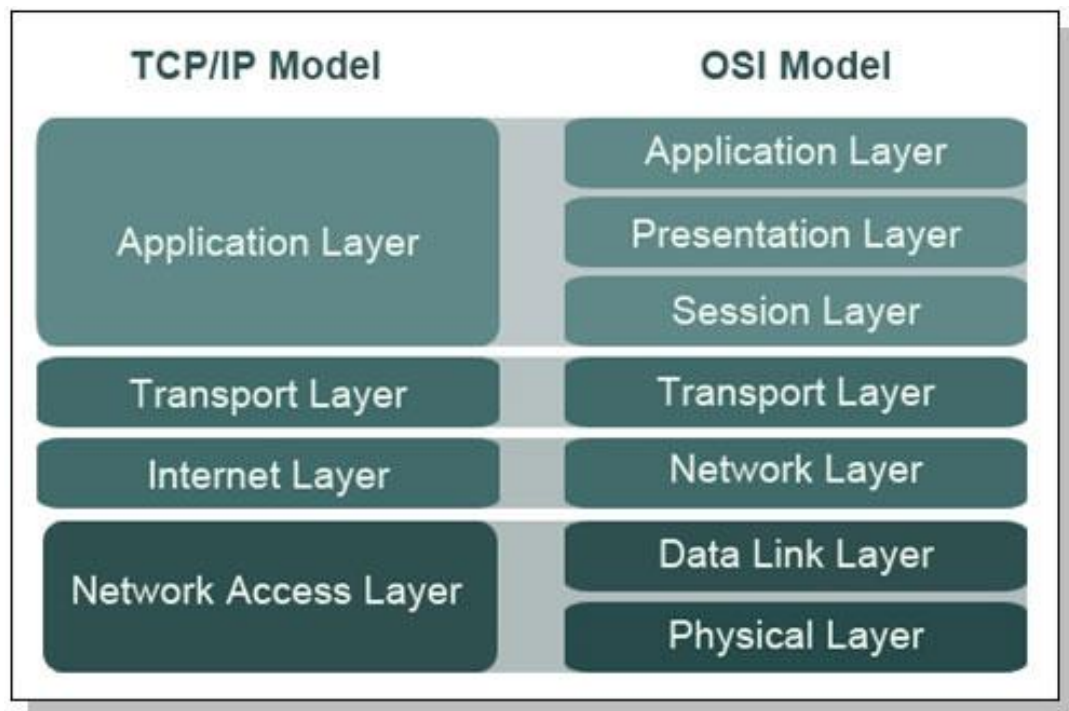 TCP/IP Model
Application Layer
Transport Layer
Internet Layer
Network Access Layer
OSI Model
Application Layer
Presentation Layer
Session Layer
Transport Layer
Network Layer
Data Link Layer
Physical Layer